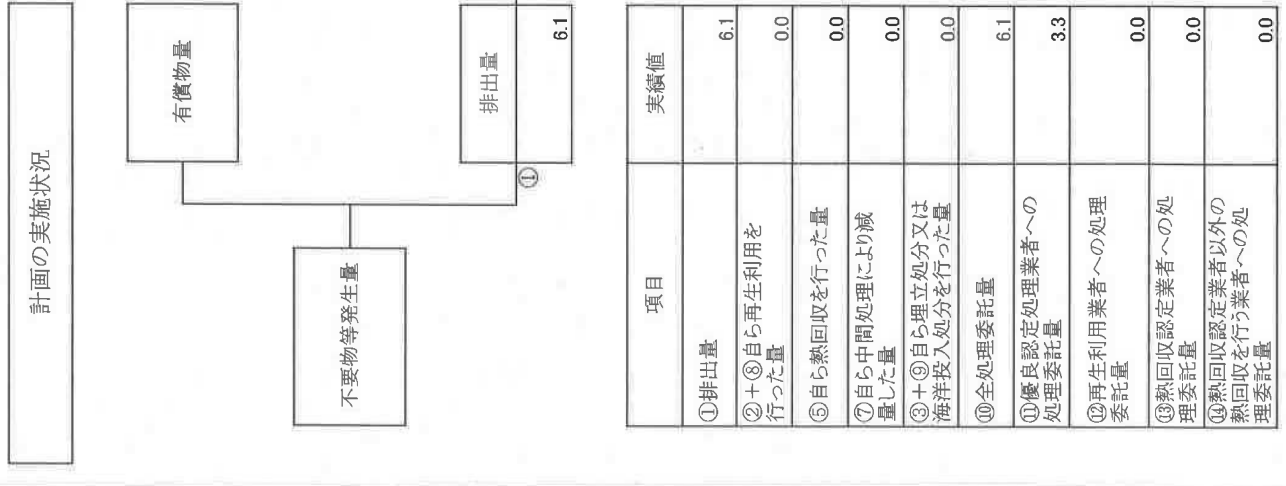 計画の実施状況
有償物量
不要物等発生量
排出量
①
6.1
項目 実績値
①排出量 6.1
②+⑧自ら再生利用を
行った量 0.0
⑤自ら熱回収を行った量 0.0
⑦自ら中間処理により減
量した量 0.0
③+⑨自ら埋立処分又は
海洋投入処分を行った量 0.0
⑩全処理委託量 6.1
⑪優良認定処理業者への
処理委託量 3.3
⑫再生利用業者への処理
委託量 0.0
⑬熱回収認定業者への処
理委託量 0.0
⑭熱回収認定業者以外の
熱回収を行う業者への処
理委託量 0.0